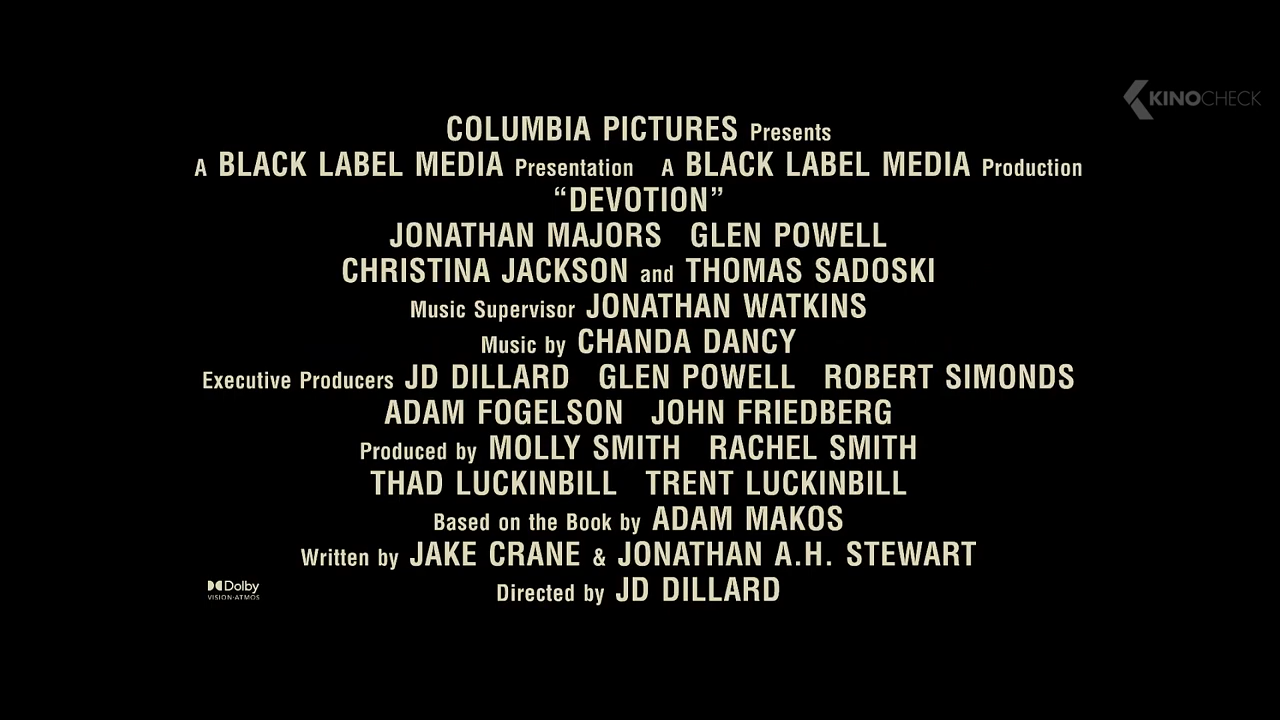 KINOCHECK
COLUMBIA PICTURES Presents
A BLACK LABEL MEDIA Presentation A BLACK LABEL MEDIA Production
“DEVOTION”
JONATHAN MAJORS GLEN POWELL
CHRISTINA JACKSON and THOMAS SADOSKI
Music Supervisor JONATHAN WATKINS
Music by CHANDA DANCY
Executive Producers JD DILLARD GLEN POWELL ROBERT SIMONDS
ADAM FOGELSON JOHN FRIEDBERG
Produced by MOLLY SMITH RACHEL SMITH
THAD LUCKINBILL TRENT LUCKINBILL
Based on the Book by ADAM MAKOS
Written by JAKE CRANE & JONATHAN A.H. STEWART
Directed by JD DILLARD
Dolby
VISION·ATMOS